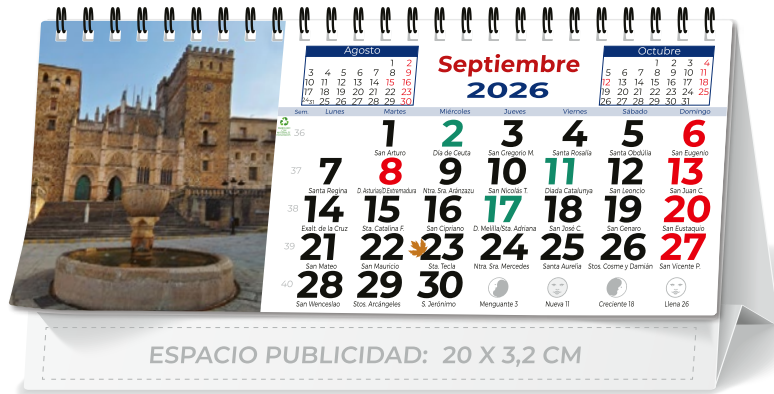 Agosto
1 2
3 4 5 6 7 8 9
10 11 12 13 14 15 16
17 18 19 20 21 22 23
24/31 25 26 27 28 29 30
Septiembre
2026
Octubre
1 2 3 4
5 6 7 8 9 10 11
12 13 14 15 16 17 18
19 20 21 22 23 24 25
26 27 28 29 30 31
Sem. Lunes Martes Miércoles Jueves Viernes Sábado Domingo
36 1 2 3 4 5 6
San Arturo Día de Ceuta San Gregorio M. Santa Rosalía Santa Obdúlia San Eugenio
37 7 8 9 10 11 12 13
Santa Regina D. Asturias/D.Extremadura Ntra. Sra. Aránzazu San Nicolás T. Diada Catalunya San Leoncio San Juan C.
38 14 15 16 17 18 19 20
Exalt. de la Cruz Sta. Catalina F. San Cipriano D. Melilla/Sta. Adriana San José C. San Genaro San Eustaquio
39 21 22 23 24 25 26 27
San Mateo San Mauricio Sta. Tecla Ntra. Sra. Mercedes Santa Aurelia Stos. Cosme y Damián San Vicente P.
40 28 29 30
San Wenceslao Stos. Arcángeles S. Jerónimo Menguante 3 Nueva 11 Creciente 18 Llena 26
ESPACIO PUBLICIDAD: 20 X 3,2 CM